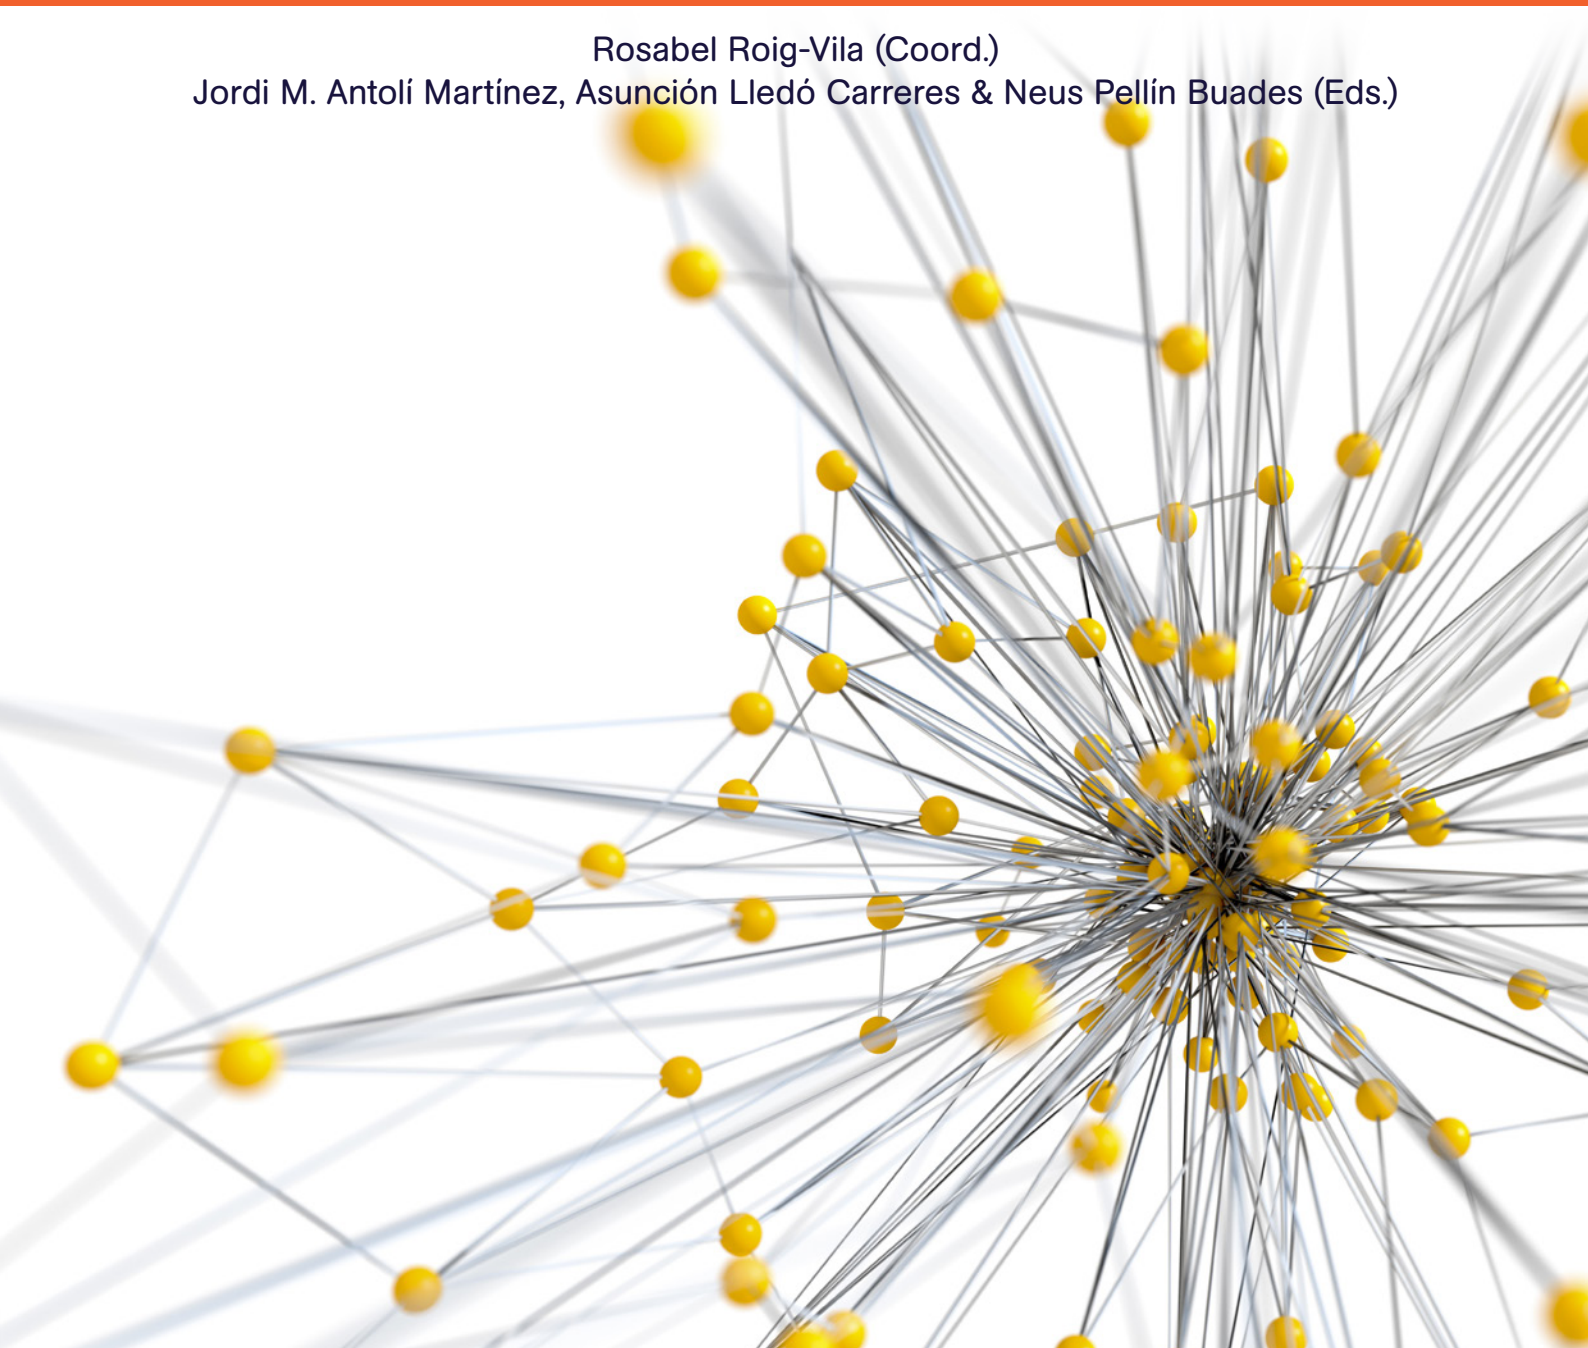 Rosabel Roig-Vila (Coord.)
Jordi M. Antolí Martínez, Asunción Lledó Carreres & Neus Pellín Buades (Eds.)